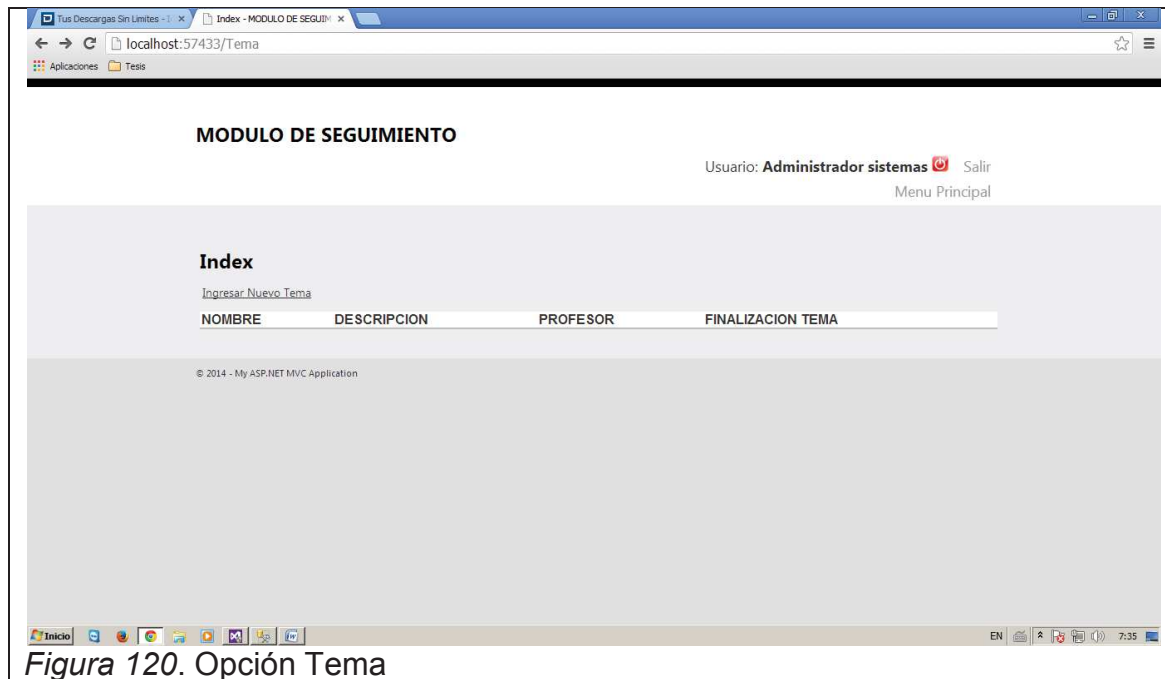 Tus Descargas Sin Limites - I
Index - MODULO DE SEGUIM
localhost:57433/Tema
Aplicaciones Tesis
MODULO DE SEGUIMIENTO
Usuario: Administrador sistemas Salir
Menu Principal
Index
Ingresar Nuevo Tema
NOMBRE DESCRIPCION PROFESOR FINALIZACION TEMA
© 2014 - My ASP.NET MVC Application
Inicio EN 7:35
Figura 120. Opción Tema